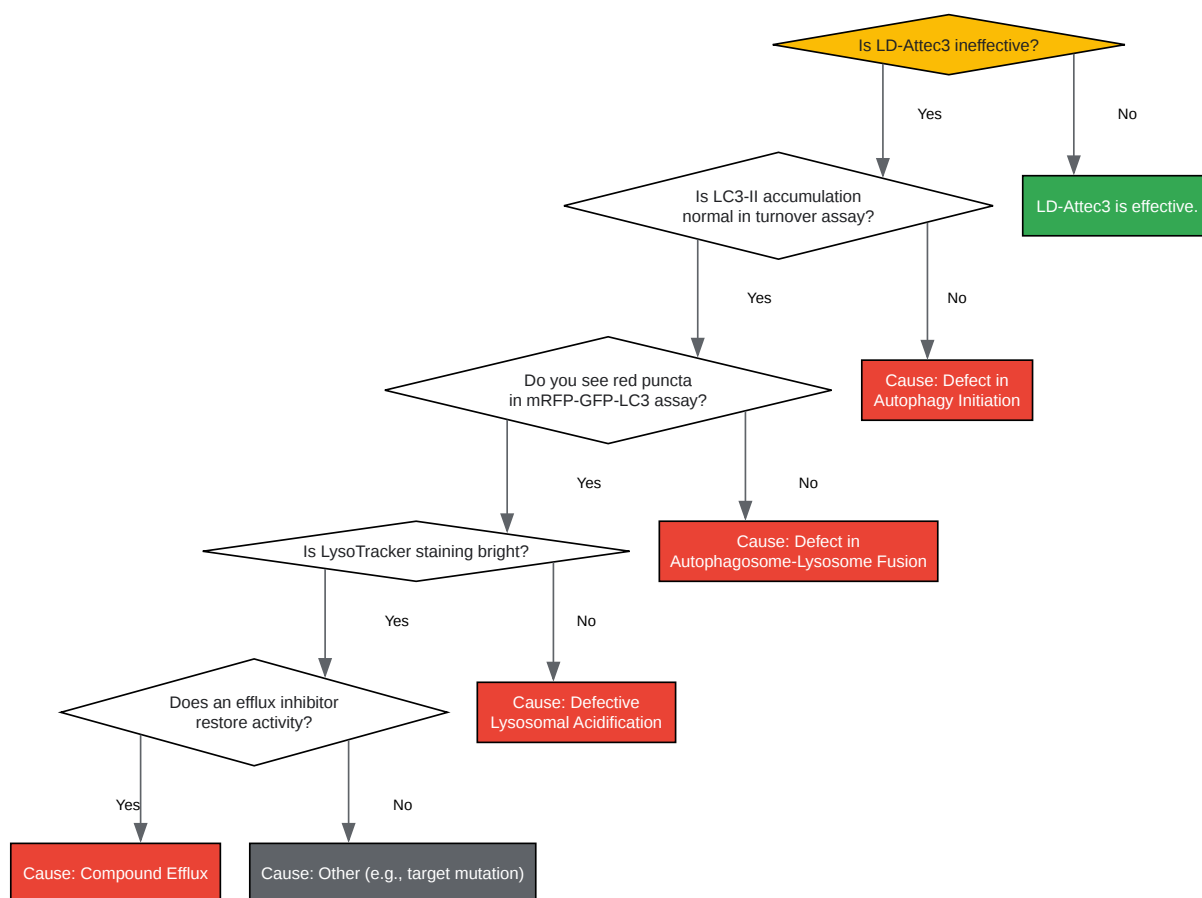 Is LD-Attec3 ineffective?
Yes
No
Is LC3-II accumulation
normal in turnover assay?
LD-Attec3 is effective.
Yes
No
Do you see red puncta
in mRFP-GFP-LC3 assay?
Cause: Defect in
Autophagy Initiation
Yes
No
Is LysoTracker staining bright?
Cause: Defect in
Autophagosome-Lysosome Fusion
Yes
No
Does an efflux inhibitor
restore activity?
Cause: Defective
Lysosomal Acidification
Yes
No
Cause: Compound Efflux
Cause: Other (e.g., target mutation)